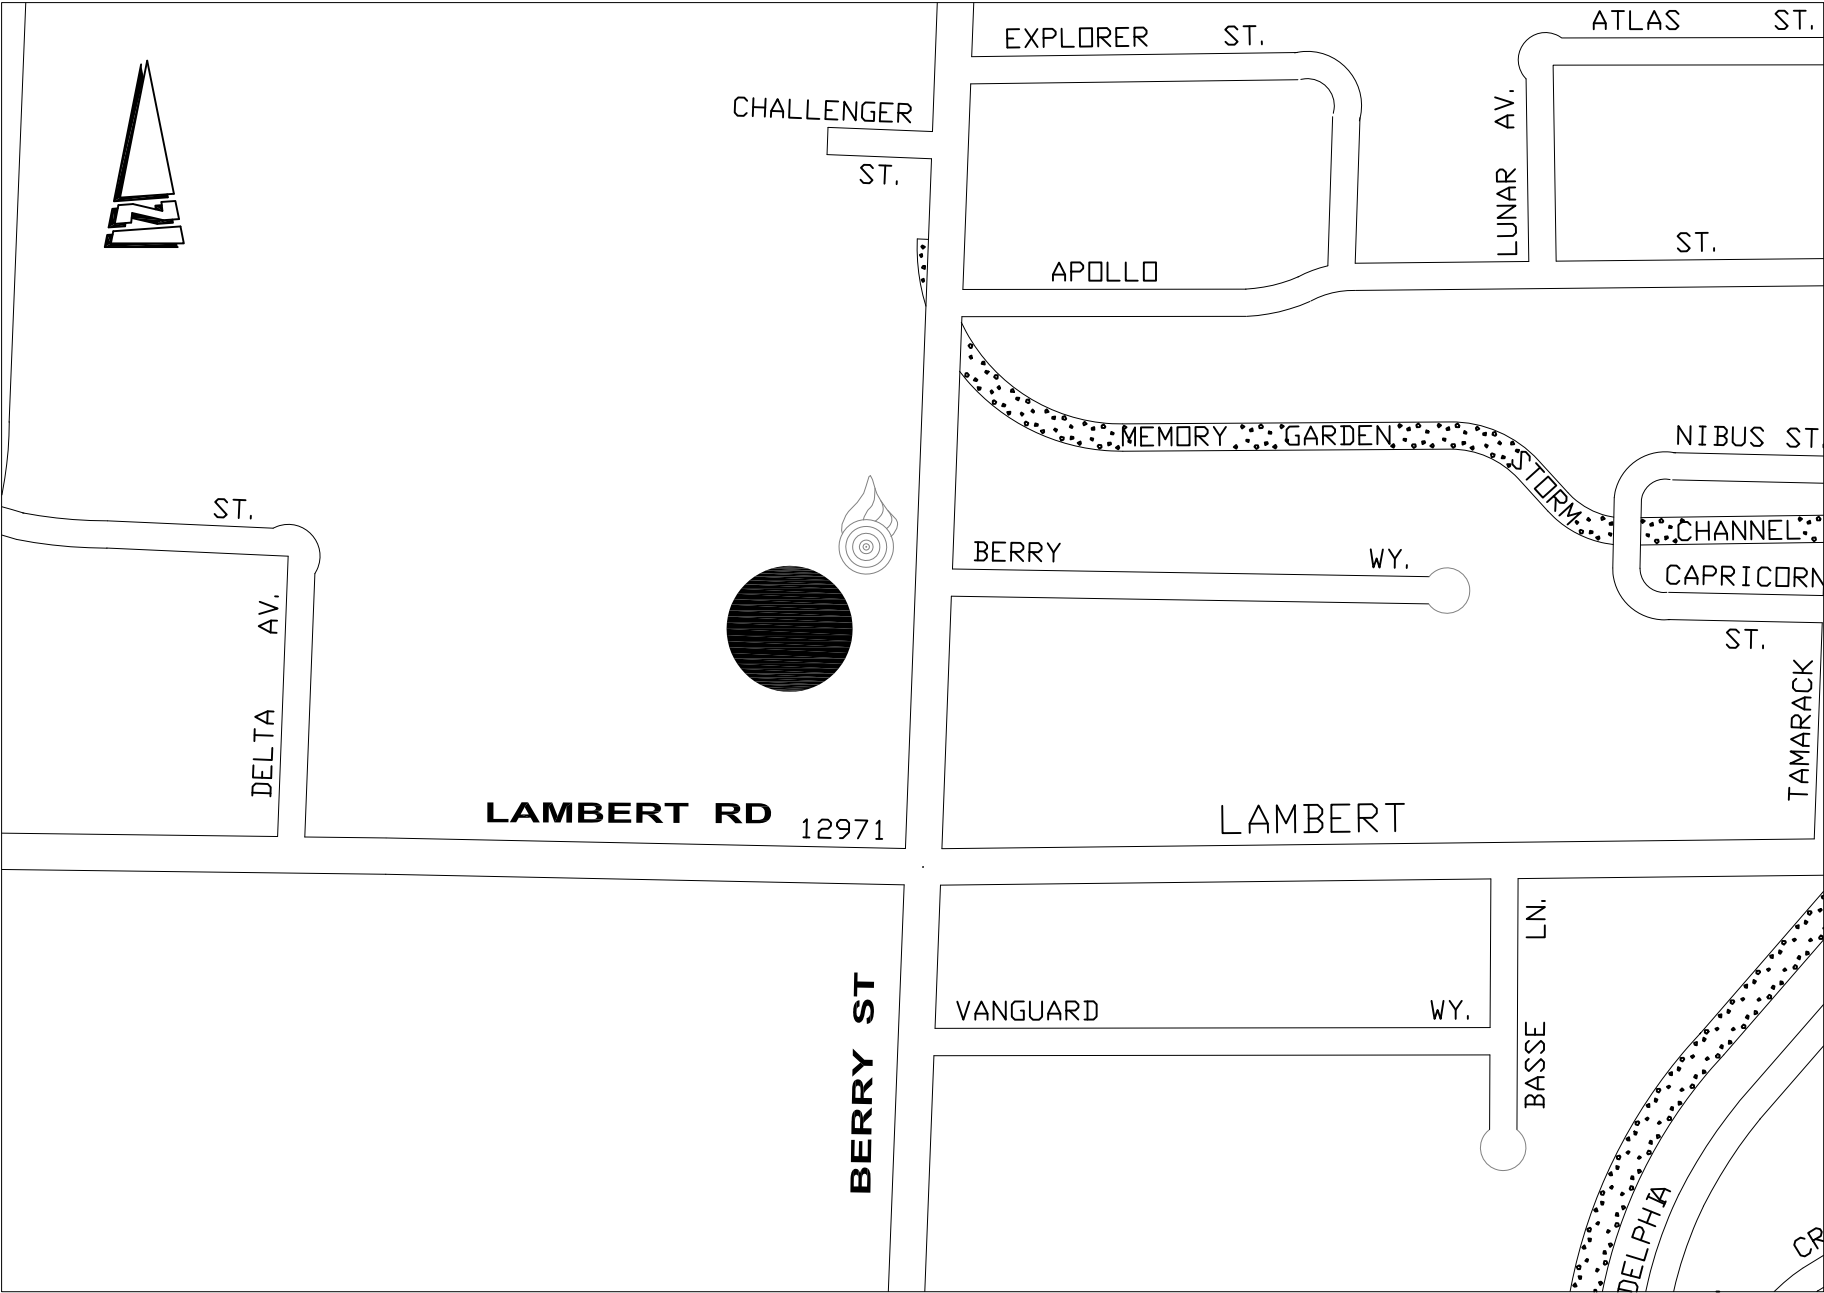 ATLAS ST.
EXPLORER ST.
CHALLENGER
ST.
LUNAR AV.
N
APOLLO ST.
MEMORY GARDEN STORM CHANNEL
NIBUS ST.
ST.
BERRY WY.
CAPRICORN
ST.
DELTA AV.
TAMARACK
LAMBERT RD
12971
LAMBERT
BASSE LN.
VANGUARD WY.
BERRY ST
DELPHIA
CR